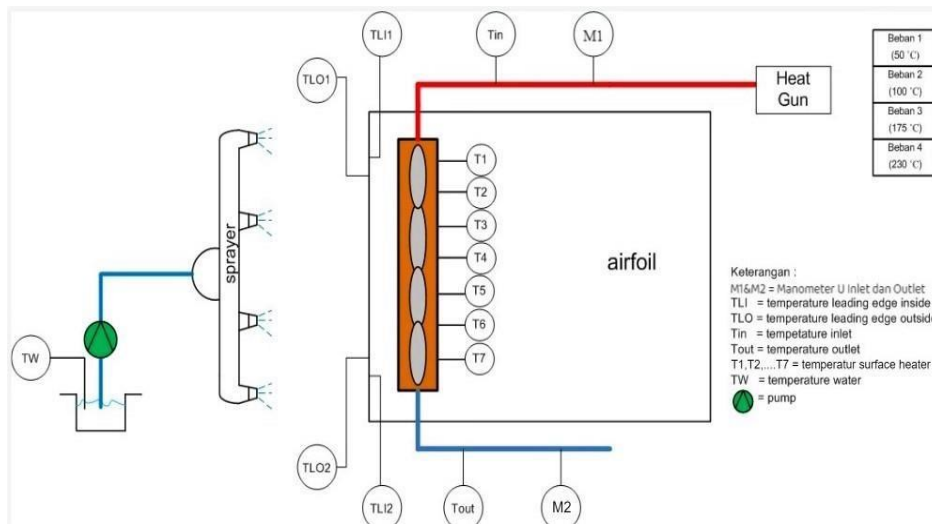 TLI1
Tin
M1
TLO1
Heat
Gun
Beban 1
(50 ˚C)
Beban 2
(100 ˚C)
Beban 3
(175 ˚C)
Beban 4
(230 ˚C)
T1
T2
T3
T4
T5
T6
T7
sprayer
airfoil
TW
Keterangan :
M1&M2 = Manometer U Inlet dan Outlet
TLI = temperature leading edge inside
TLO = temperature leading edge outside
Tin = tempetature inlet
Tout = temperature outlet
T1,T2,....T7 = temperatur surface heater
TW = temperature water
= pump
TLO2
TLI2
Tout
M2